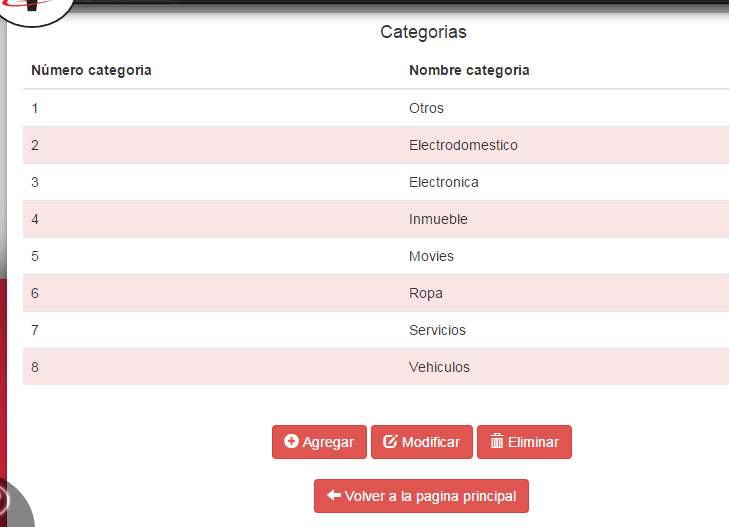 Categorias
Número categoria Nombre categoria
1 Otros
2 Electrodomestico
3 Electronica
4 Inmueble
5 Movies
6 Ropa
7 Servicios
8 Vehiculos
Agregar Modificar Eliminar
Volver a la pagina principal